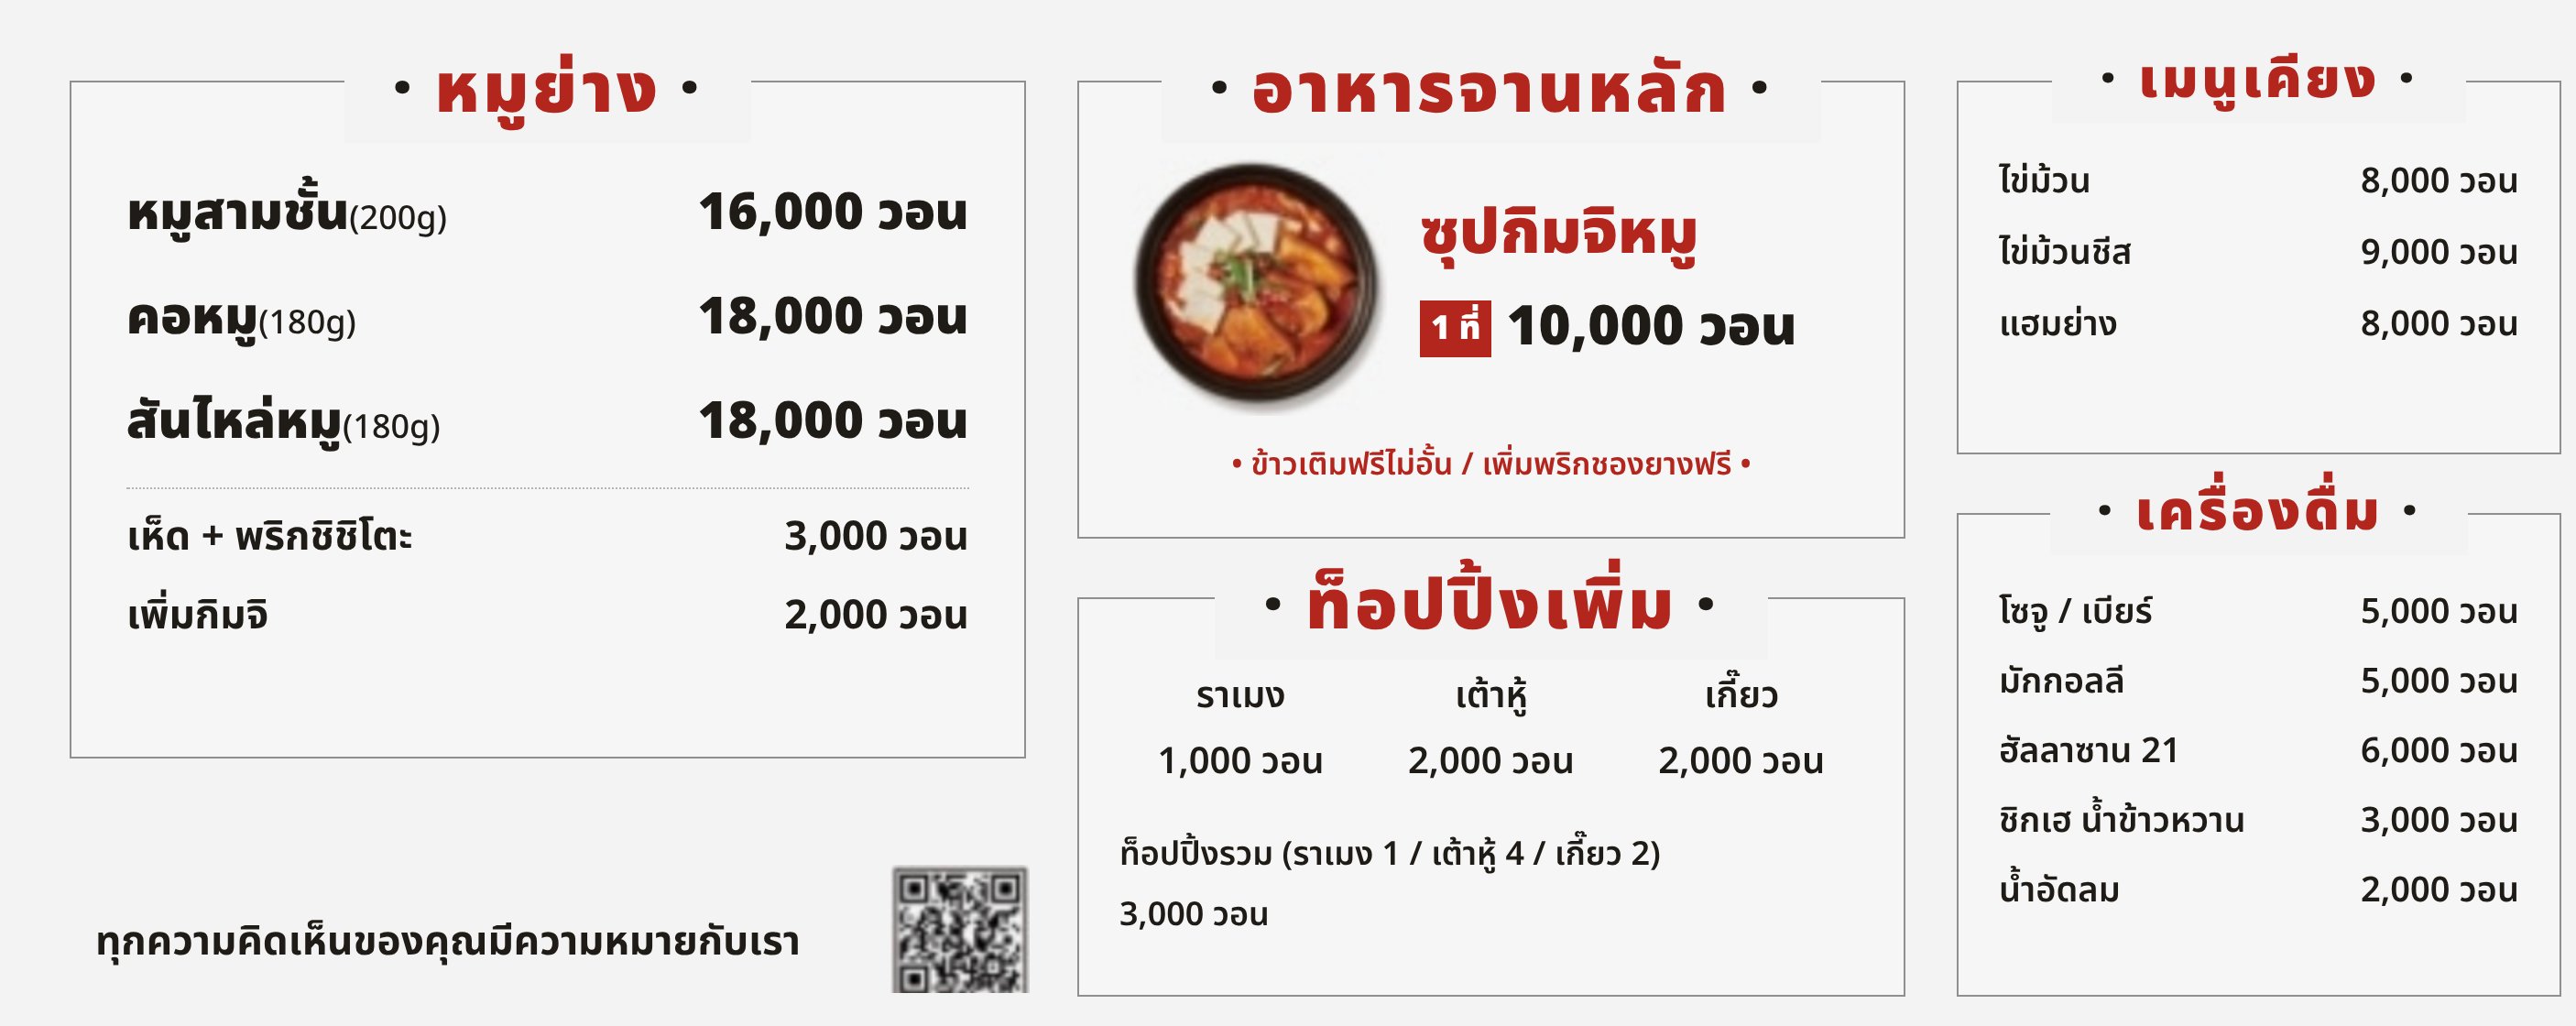 • หมูย่าง •
หมูสามชั้น(200g) 16,000 วอน
คอหมู(180g) 18,000 วอน
สันไหล่หมู(180g) 18,000 วอน
เห็ด + พริกชิชิโตะ 3,000 วอน
เพิ่มกิมจิ 2,000 วอน
ทุกความคิดเห็นของคุณมีความหมายกับเรา
• อาหารจานหลัก •
ซุปกิมจิหมู
1 ที่ 10,000 วอน
• ข้าวเติมฟรีไม่อั้น / เพิ่มพริกชองยางฟรี •
• ท็อปปิ้งเพิ่ม •
ราเมง เต้าหู้ เกี๊ยว
1,000 วอน 2,000 วอน 2,000 วอน
ท็อปปิ้งรวม (ราเมง 1 / เต้าหู้ 4 / เกี๊ยว 2)
3,000 วอน
• เมนูเคียง •
ไข่ม้วน 8,000 วอน
ไข่ม้วนชีส 9,000 วอน
แฮมย่าง 8,000 วอน
• เครื่องดื่ม •
โซจู / เบียร์ 5,000 วอน
มักกอลลี 5,000 วอน
ฮัลลาซาน 21 6,000 วอน
ชิกเฮ น้ำข้าวหวาน 3,000 วอน
น้ำอัดลม 2,000 วอน